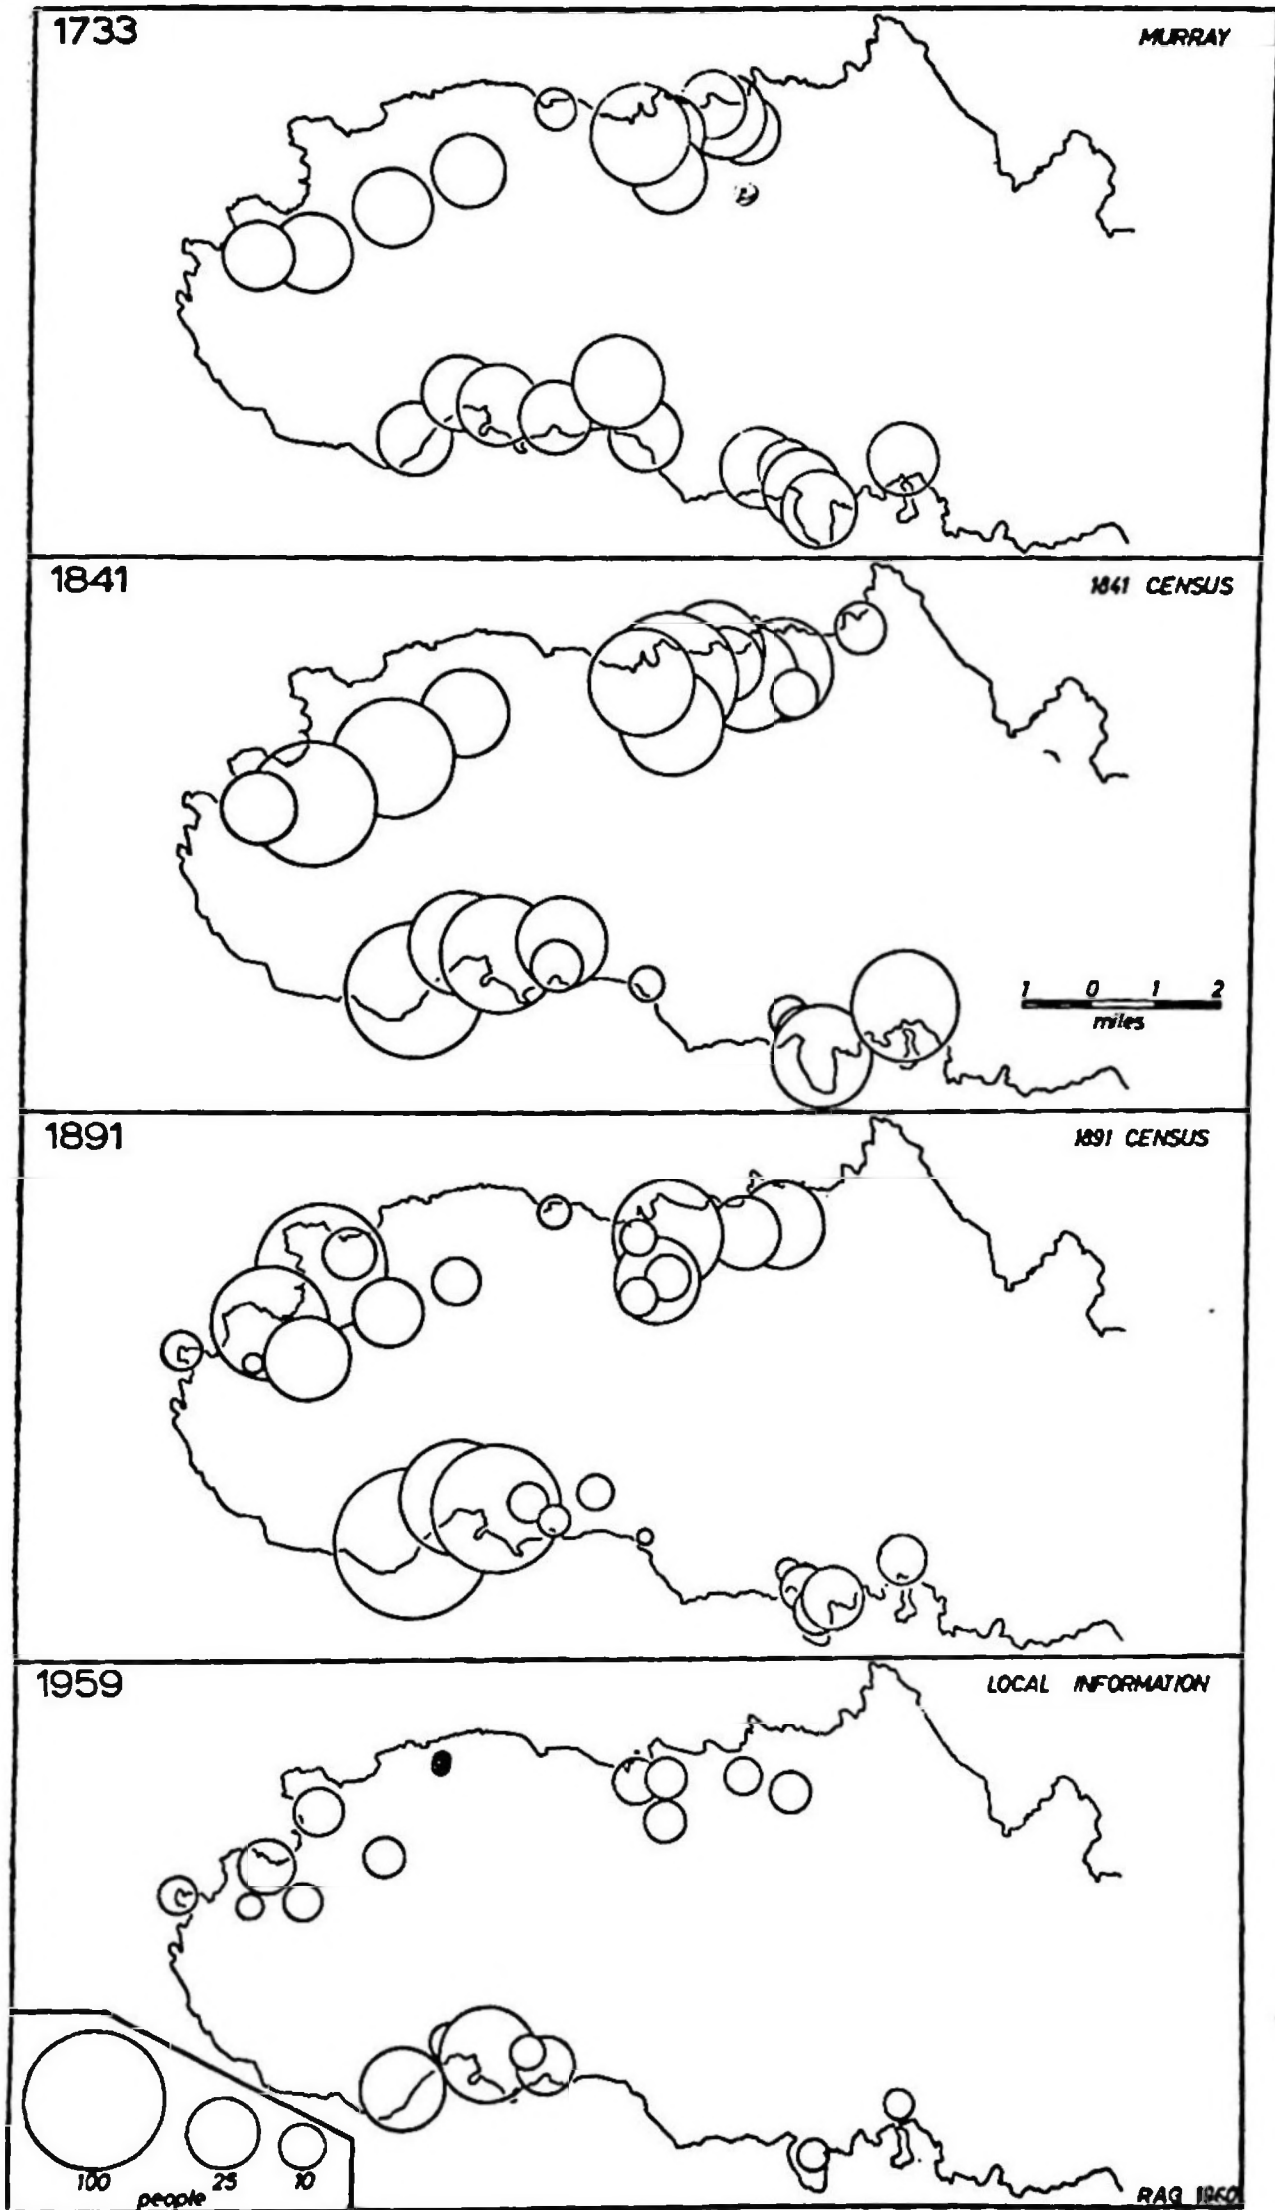 1733
MURRAY
1841
1841 CENSUS
1 0 1 2
miles
1891
1891 CENSUS
1959
LOCAL INFORMATION
100 25 10
people
RAG 1960